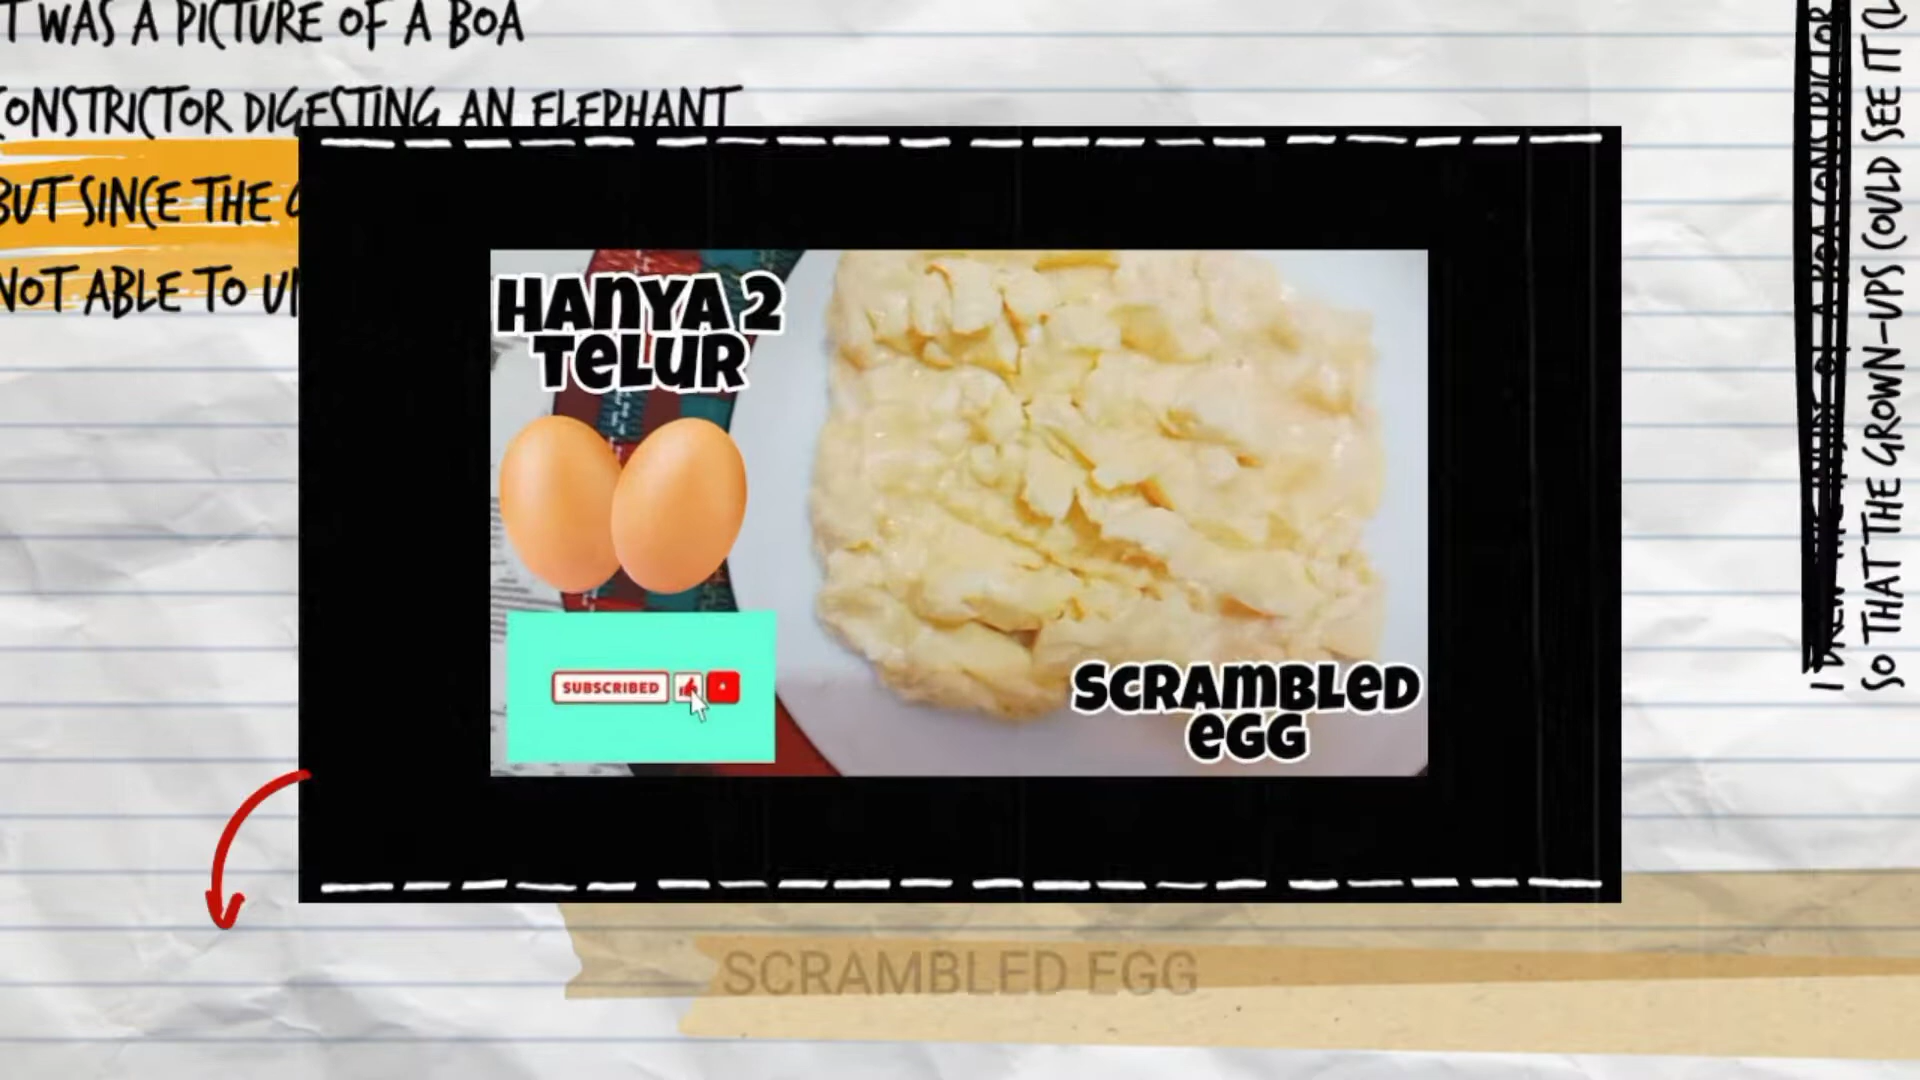 T WAS A PICTURE OF A BOA
CONSTRICTOR DIGESTING AN ELEPHANT
BUT SINCE THE
NOT ABLE TO
HANYA 2
TELUR
SUBSCRIBED
SCRAMBLED
EGG
SCRAMBLED EGG
SO THAT THE GROWN-UPS COULD SEE IT